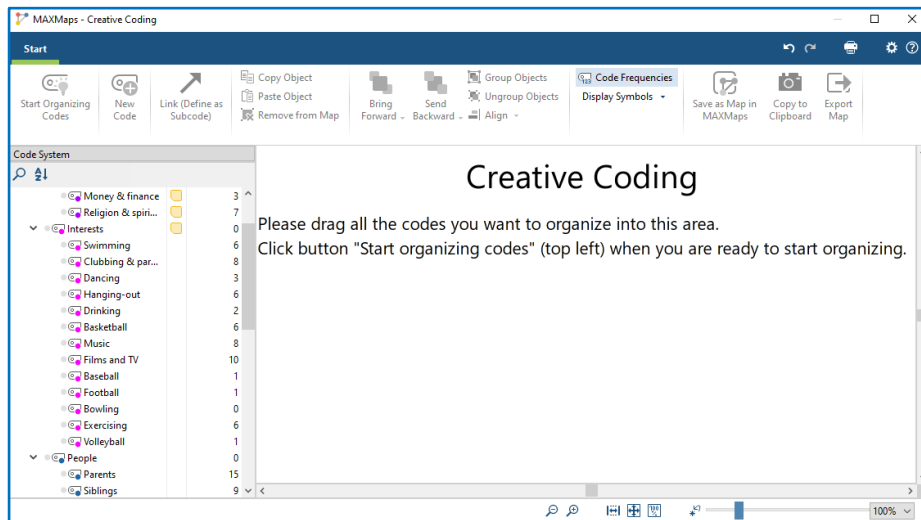 MAXMaps - Creative Coding
Start
Start Organizing Codes
New Code
Link (Define as Subcode)
Copy Object
Paste Object
Remove from Map
Bring Forward
Send Backward
Group Objects
Ungroup Objects
Align
Code Frequencies
Display Symbols
Save as Map in MAXMaps
Copy to Clipboard
Export Map
Code System
Money & finance 3
Religion & spiri... 7
Interests 0
Swimming 6
Clubbing & par... 8
Dancing 3
Hanging-out 6
Drinking 2
Basketball 6
Music 8
Films and TV 10
Baseball 1
Football 1
Bowling 0
Exercising 6
Volleyball 1
People 0
Parents 15
Siblings 9
Creative Coding
Please drag all the codes you want to organize into this area.
Click button "Start organizing codes" (top left) when you are ready to start organizing.
100%